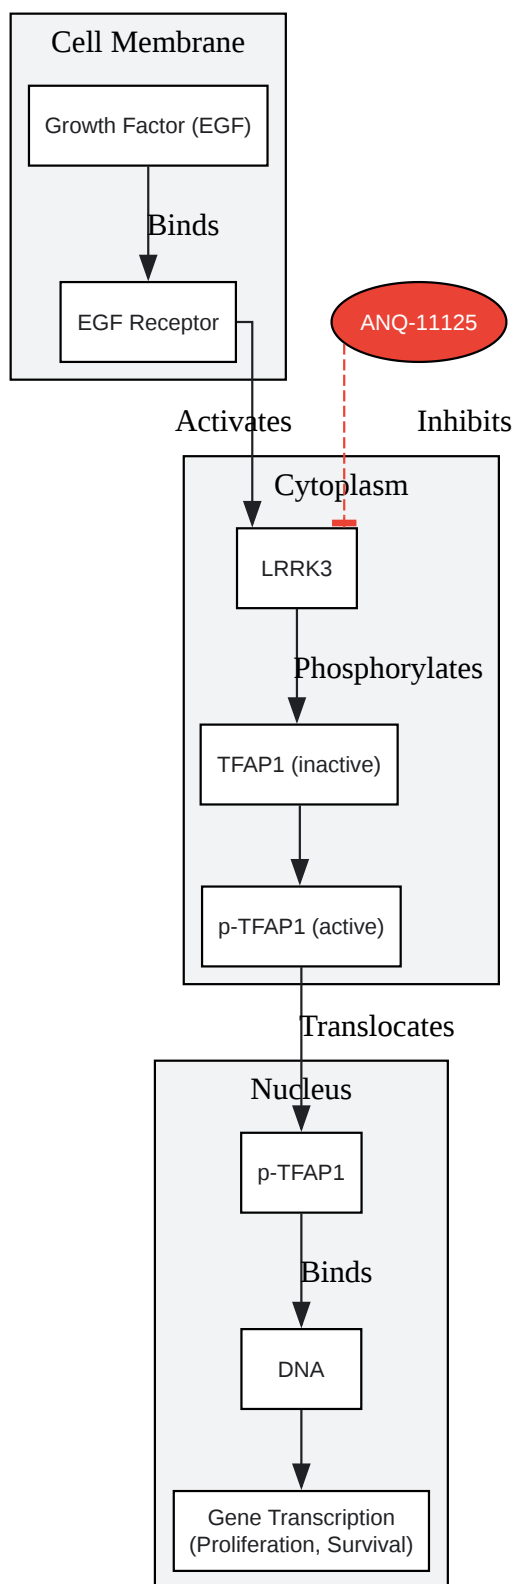 Cell Membrane
Growth Factor (EGF)
Binds
EGF Receptor
ANQ-11125
Activates
Inhibits
Cytoplasm
LRRK3
Phosphorylates
TFAP1 (inactive)
p-TFAP1 (active)
Translocates
Nucleus
p-TFAP1
Binds
DNA
Gene Transcription
(Proliferation, Survival)